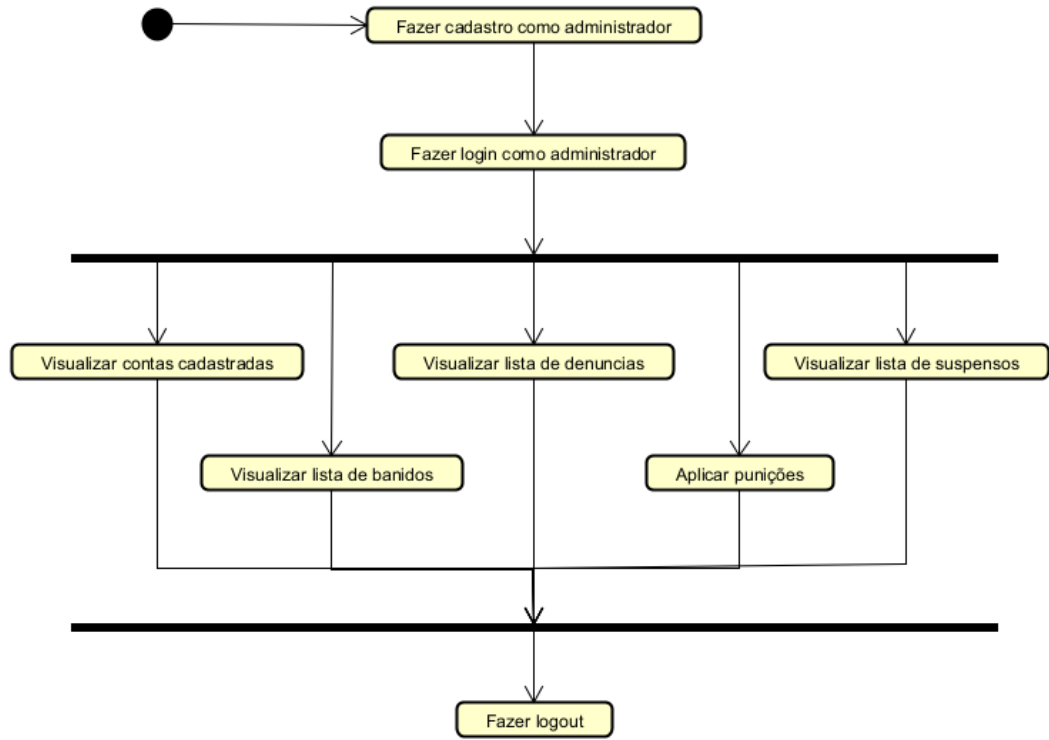 Fazer cadastro como administrador
Fazer login como administrador
Visualizar contas cadastradas
Visualizar lista de denuncias
Visualizar lista de suspensos
Visualizar lista de banidos
Aplicar punições
Fazer logout